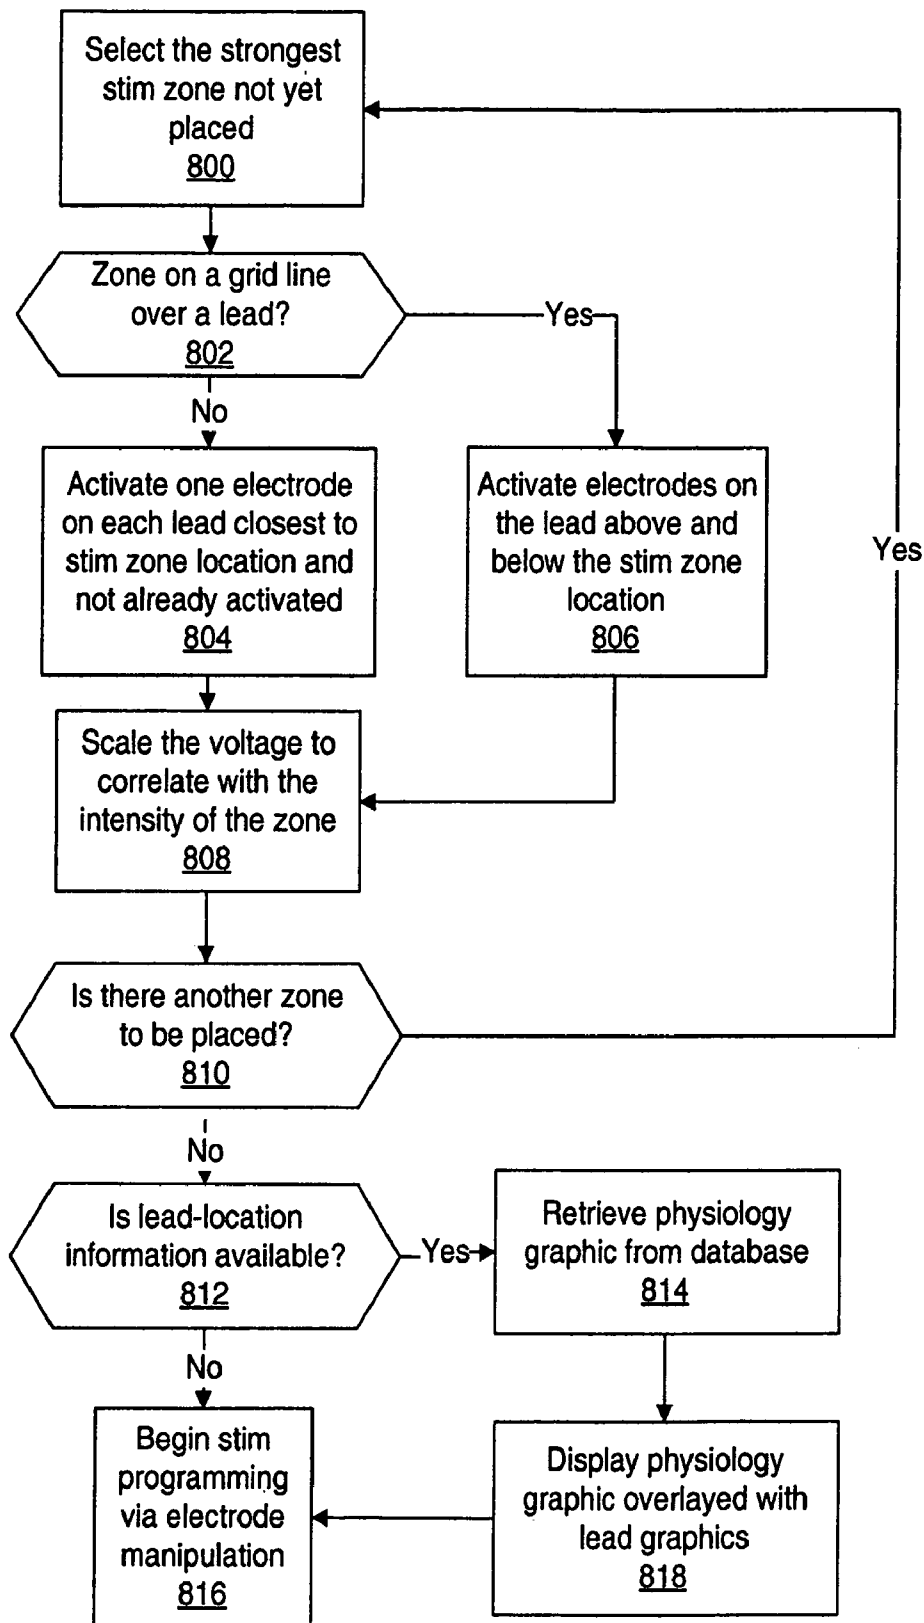 Select the strongest
stim zone not yet
placed
800
Zone on a grid line
over a lead?
802
Yes
No
Activate one electrode
on each lead closest to
stim zone location and
not already activated
804
Activate electrodes on
the lead above and
below the stim zone
location
806
Yes
Scale the voltage to
correlate with the
intensity of the zone
808
Is there another zone
to be placed?
810
No
Is lead-location
information available?
812
Yes
Retrieve physiology
graphic from database
814
No
Begin stim
programming
via electrode
manipulation
816
Display physiology
graphic overlayed with
lead graphics
818